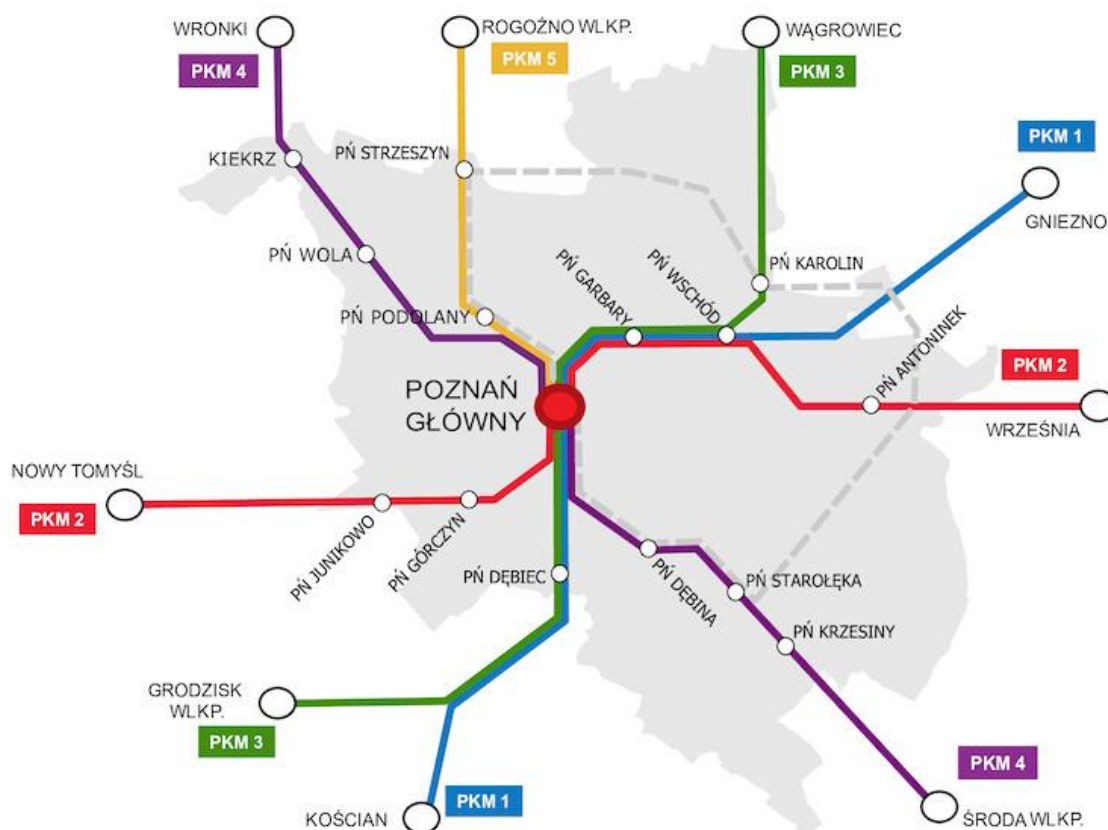 WRONKI
PKM 4
ROGOŹNO WLKP.
PKM 5
WĄGROWIEC
PKM 3
PKM 1
GNIEZNO
KIEKRZ
PŃ STRZESZYN
PŃ WOLA
PŃ PODOLANY
PŃ GARBARY
PŃ WSCHÓD
PŃ KAROLIN
PŃ ANTONINEK
PKM 2
WRZEŚNIA
POZNAŃ
GŁÓWNY
NOWY TOMYŚL
PKM 2
PŃ JUNIKOWO
PŃ GÓRCZYN
PŃ DĘBIEC
PŃ DĘBINA
PŃ STAROŁĘKA
PŃ KRZESINY
GRODZISK
WLKP.
PKM 3
KOŚCIAN
PKM 1
PKM 4
ŚRODA WLKP.